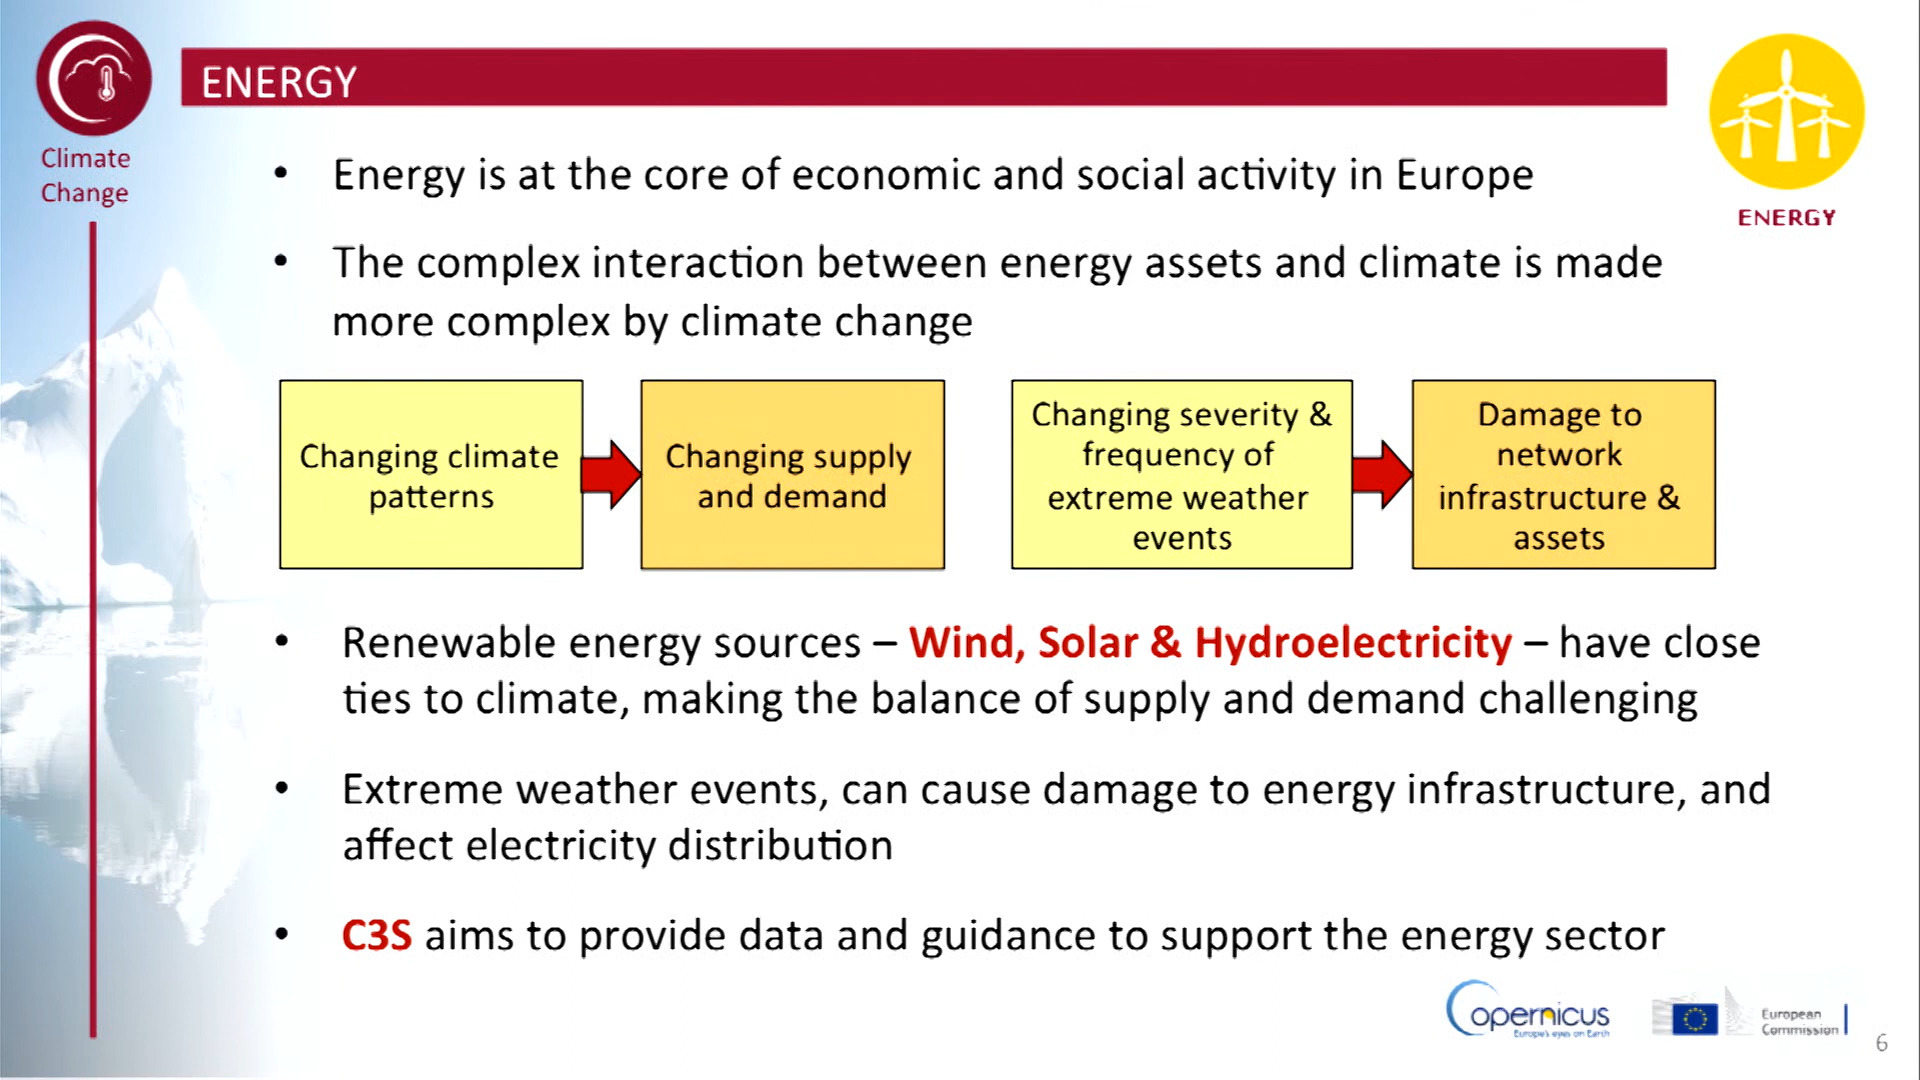 ENERGY
Climate
Change
ENERGY
• Energy is at the core of economic and social activity in Europe
• The complex interaction between energy assets and climate is made
more complex by climate change
Changing climate
patterns
Changing supply
and demand
Changing severity &
frequency of
extreme weather
events
Damage to
network
infrastructure &
assets
• Renewable energy sources – Wind, Solar & Hydroelectricity – have close
ties to climate, making the balance of supply and demand challenging
• Extreme weather events, can cause damage to energy infrastructure, and
affect electricity distribution
• C3S aims to provide data and guidance to support the energy sector
Copernicus
Europe's eyes on Earth
European
Commission
6